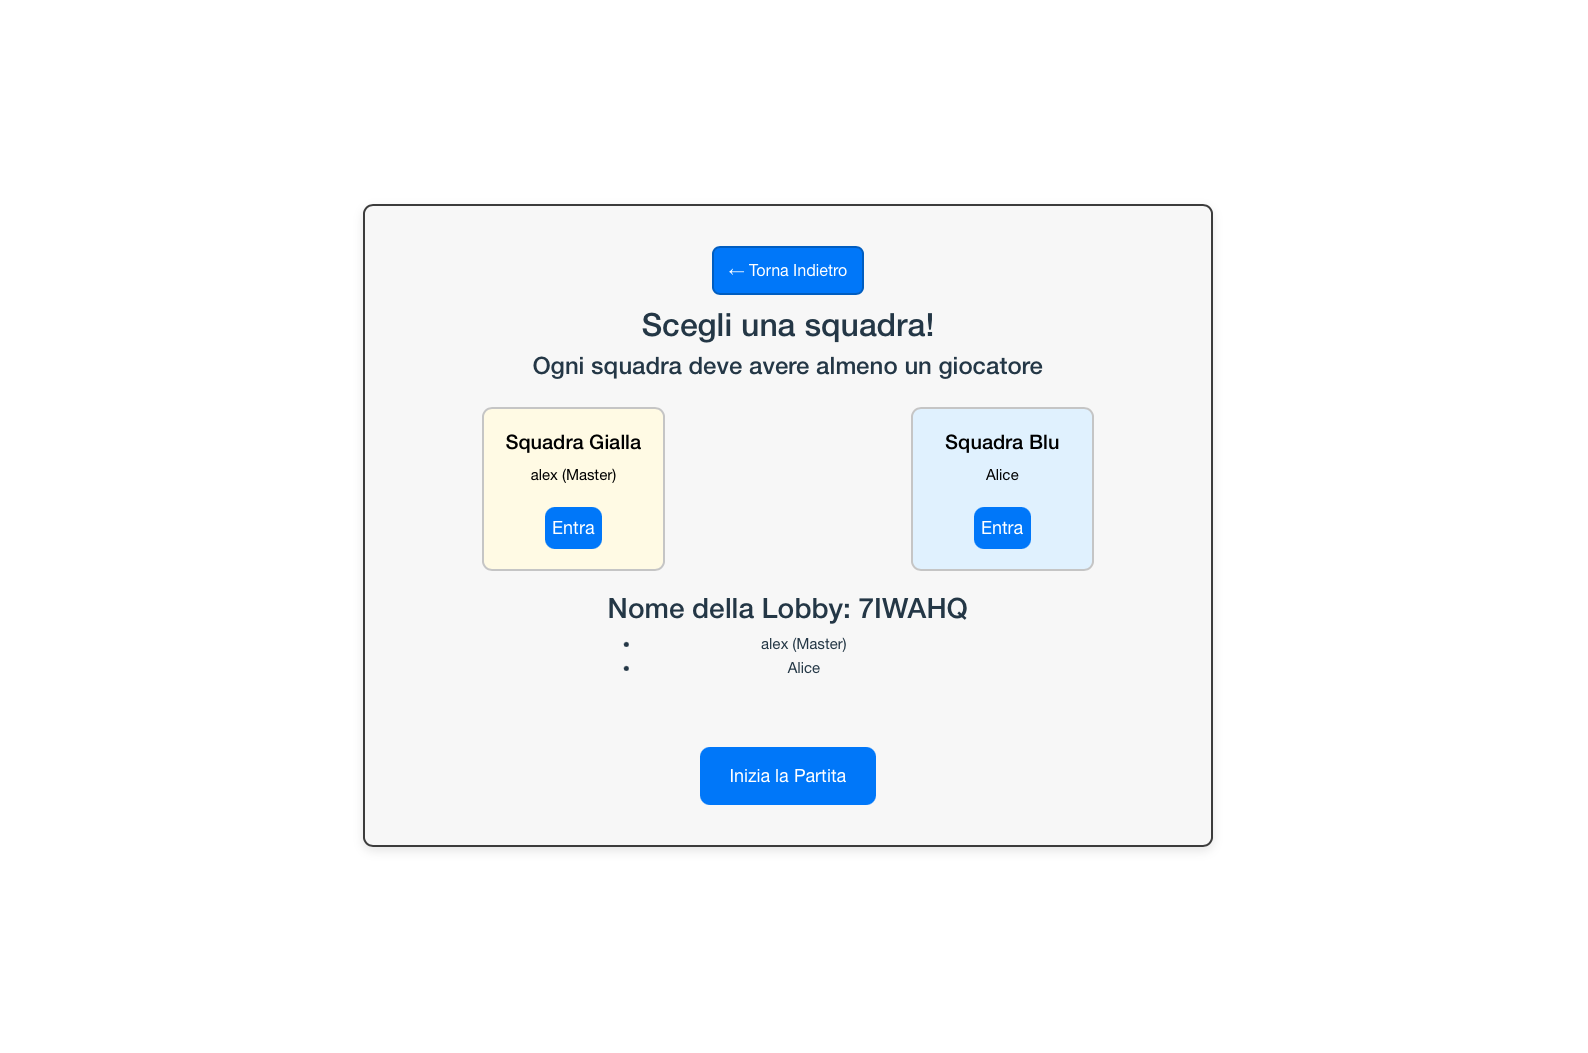 ← Torna Indietro
Scegli una squadra!
Ogni squadra deve avere almeno un giocatore
Squadra Gialla
alex (Master)
Entra
Squadra Blu
Alice
Entra
Nome della Lobby: 7IWAHQ
• alex (Master)
• Alice
Inizia la Partita